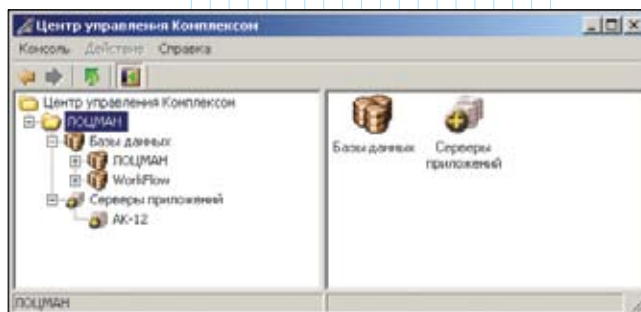 Центр управления Комплексом
Консоль Действие Справка
Центр управления Комплексом
ЛОЦМАН
Базы данных
ЛОЦМАН
WorkFlow
Серверы приложений
АК-12
Базы данных
Серверы
приложений
ЛОЦМАН